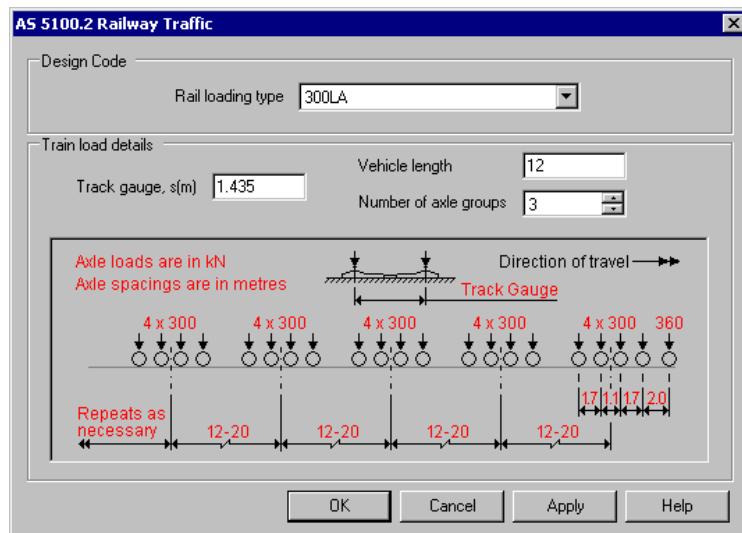 AS 5100.2 Railway Traffic
Design Code
Rail loading type 300LA
Train load details
Vehicle length 12
Track gauge, s(m) 1.435
Number of axle groups 3
Axle loads are in kN
Axle spacings are in metres
Direction of travel
Track Gauge
4 x 300 4 x 300 4 x 300 4 x 300 4 x 300 360
1.7 1.1 1.7 2.0
Repeats as
necessary
12-20 12-20 12-20 12-20
OK Cancel Apply Help